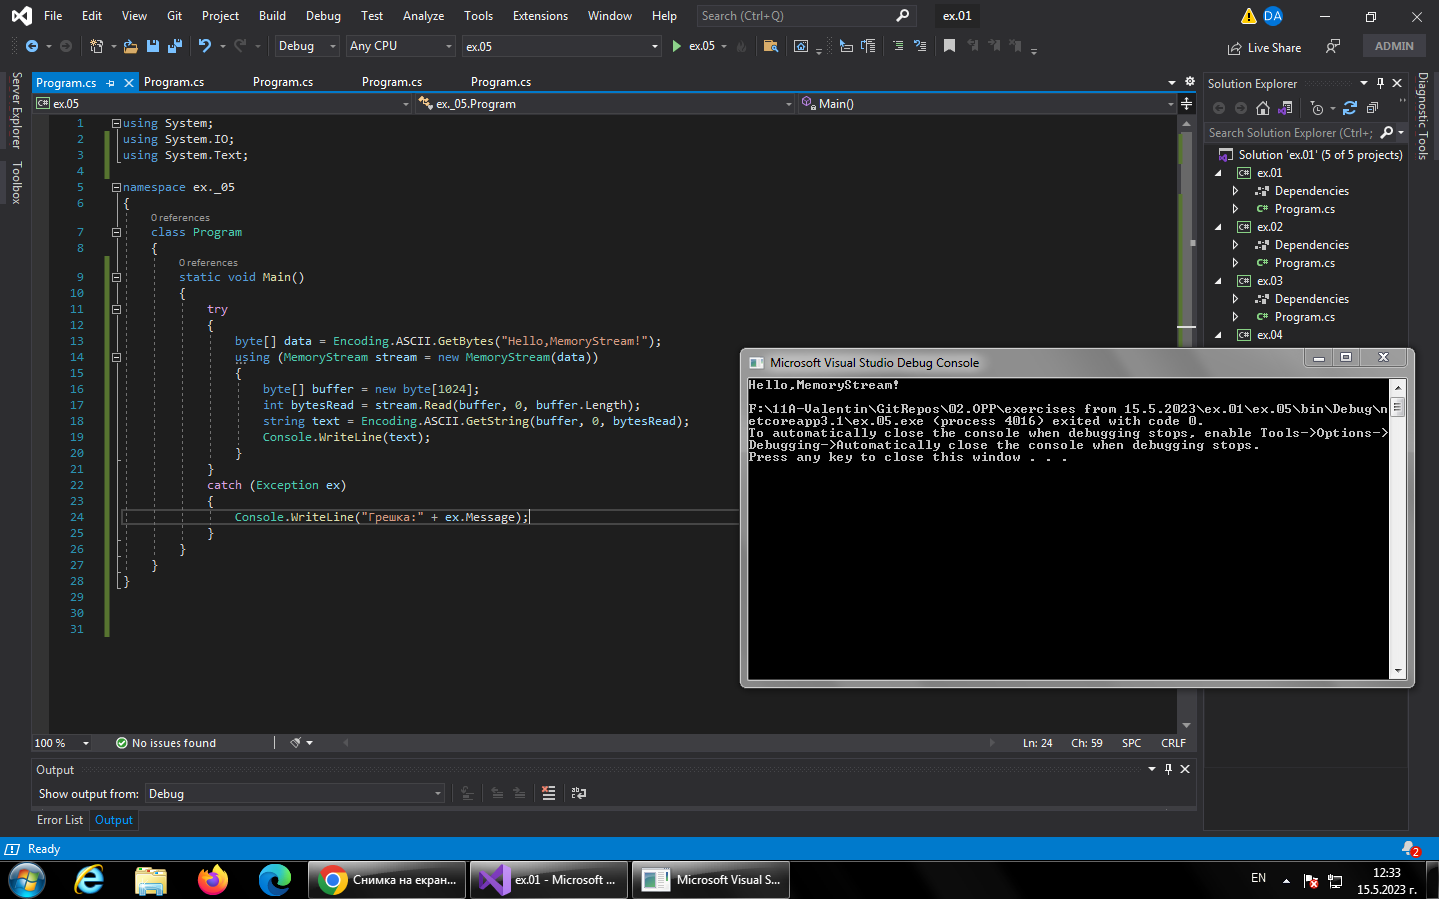 File Edit View Git Project Build Debug Test Analyze Tools Extensions Window Help Search (Ctrl+Q) ex.01 DA
Debug Any CPU ex.05 ex.05 Live Share ADMIN
Program.cs Program.cs Program.cs Program.cs Program.cs
ex.05 ex._05.Program Main()
Server Explorer
Toolbox
1 using System;
2 using System.IO;
3 using System.Text;
4
5 namespace ex._05
6 {
0 references
7 class Program
8 {
0 references
9 static void Main()
10 {
11 try
12 {
13 byte[] data = Encoding.ASCII.GetBytes("Hello,MemoryStream!");
14 using (MemoryStream stream = new MemoryStream(data))
15 {
16 byte[] buffer = new byte[1024];
17 int bytesRead = stream.Read(buffer, 0, buffer.Length);
18 string text = Encoding.ASCII.GetString(buffer, 0, bytesRead);
19 Console.WriteLine(text);
20 }
21 }
22 catch (Exception ex)
23 {
24 Console.WriteLine("Грешка:" + ex.Message);
25 }
26 }
27 }
28 }
29
30
31
100 % No issues found Ln: 24 Ch: 59 SPC CRLF
Output
Show output from: Debug
Error List Output
Solution Explorer
Search Solution Explorer (Ctrl+;
Solution 'ex.01' (5 of 5 projects)
ex.01
Dependencies
Program.cs
ex.02
Dependencies
Program.cs
ex.03
Dependencies
Program.cs
ex.04
Diagnostic Tools
Microsoft Visual Studio Debug Console
Hello,MemoryStream!
F:\11A-Valentin\GitRepos\02.OPP\exercises from 15.5.2023\ex.01\ex.05\bin\Debug\n
etcoreapp3.1\ex.05.exe (process 4016) exited with code 0.
To automatically close the console when debugging stops, enable Tools->Options->
Debugging->Automatically close the console when debugging stops.
Press any key to close this window . . .
Ready 2
Снимка на екран... ex.01 - Microsoft ... Microsoft Visual S... EN 12:33
15.5.2023 г.